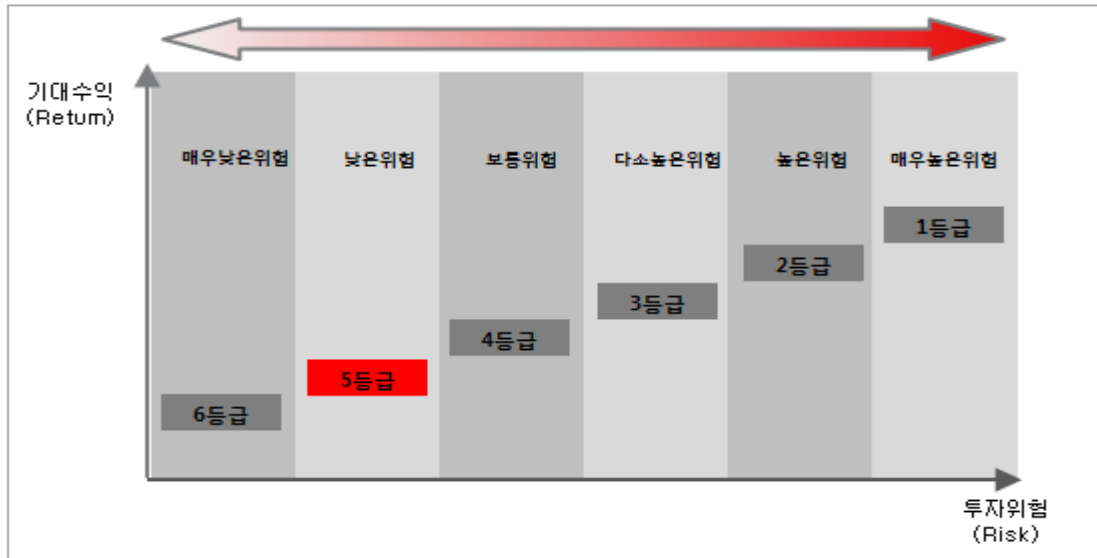 기대수익
(Retum)
매우낮은위험
낮은위험
보통위험
다소높은위험
높은위험
매우높은위험
1등급
2등급
3등급
4등급
5등급
6등급
투자위험
(Risk)